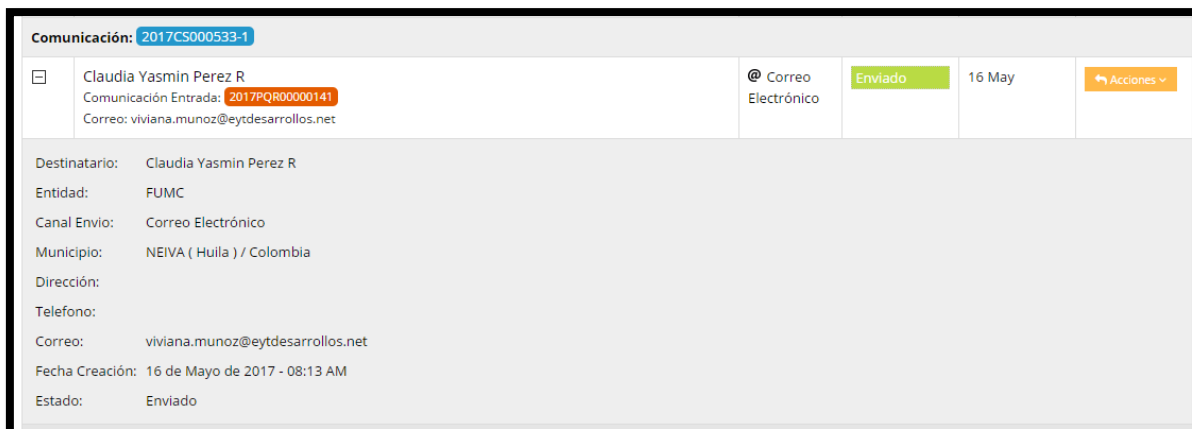 Comunicación: 2017CS000533-1
Claudia Yasmin Perez R
Comunicación Entrada: 2017PQR00000141
Correo: viviana.munoz@eytdesarrollos.net
@ Correo
Electrónico
Enviado
16 May
Acciones
Destinatario: Claudia Yasmin Perez R
Entidad: FUMC
Canal Envio: Correo Electrónico
Municipio: NEIVA ( Huila ) / Colombia
Dirección:
Telefono:
Correo: viviana.munoz@eytdesarrollos.net
Fecha Creación: 16 de Mayo de 2017 - 08:13 AM
Estado: Enviado